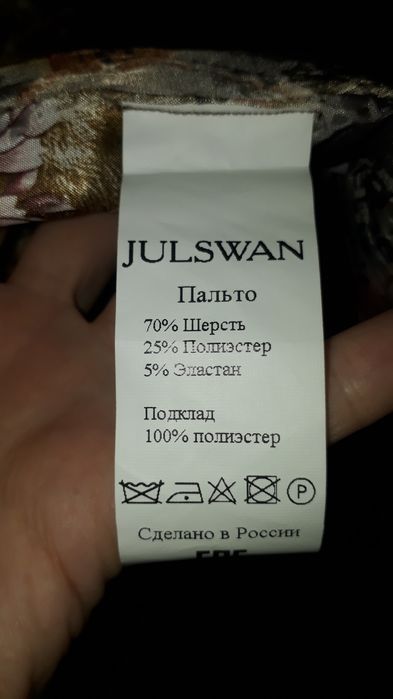 JULSWAN
Пальто
70% Шерсть
25% Полиэстер
5% Эластан
Подклад
100% полиэстер
P
Сделано в России